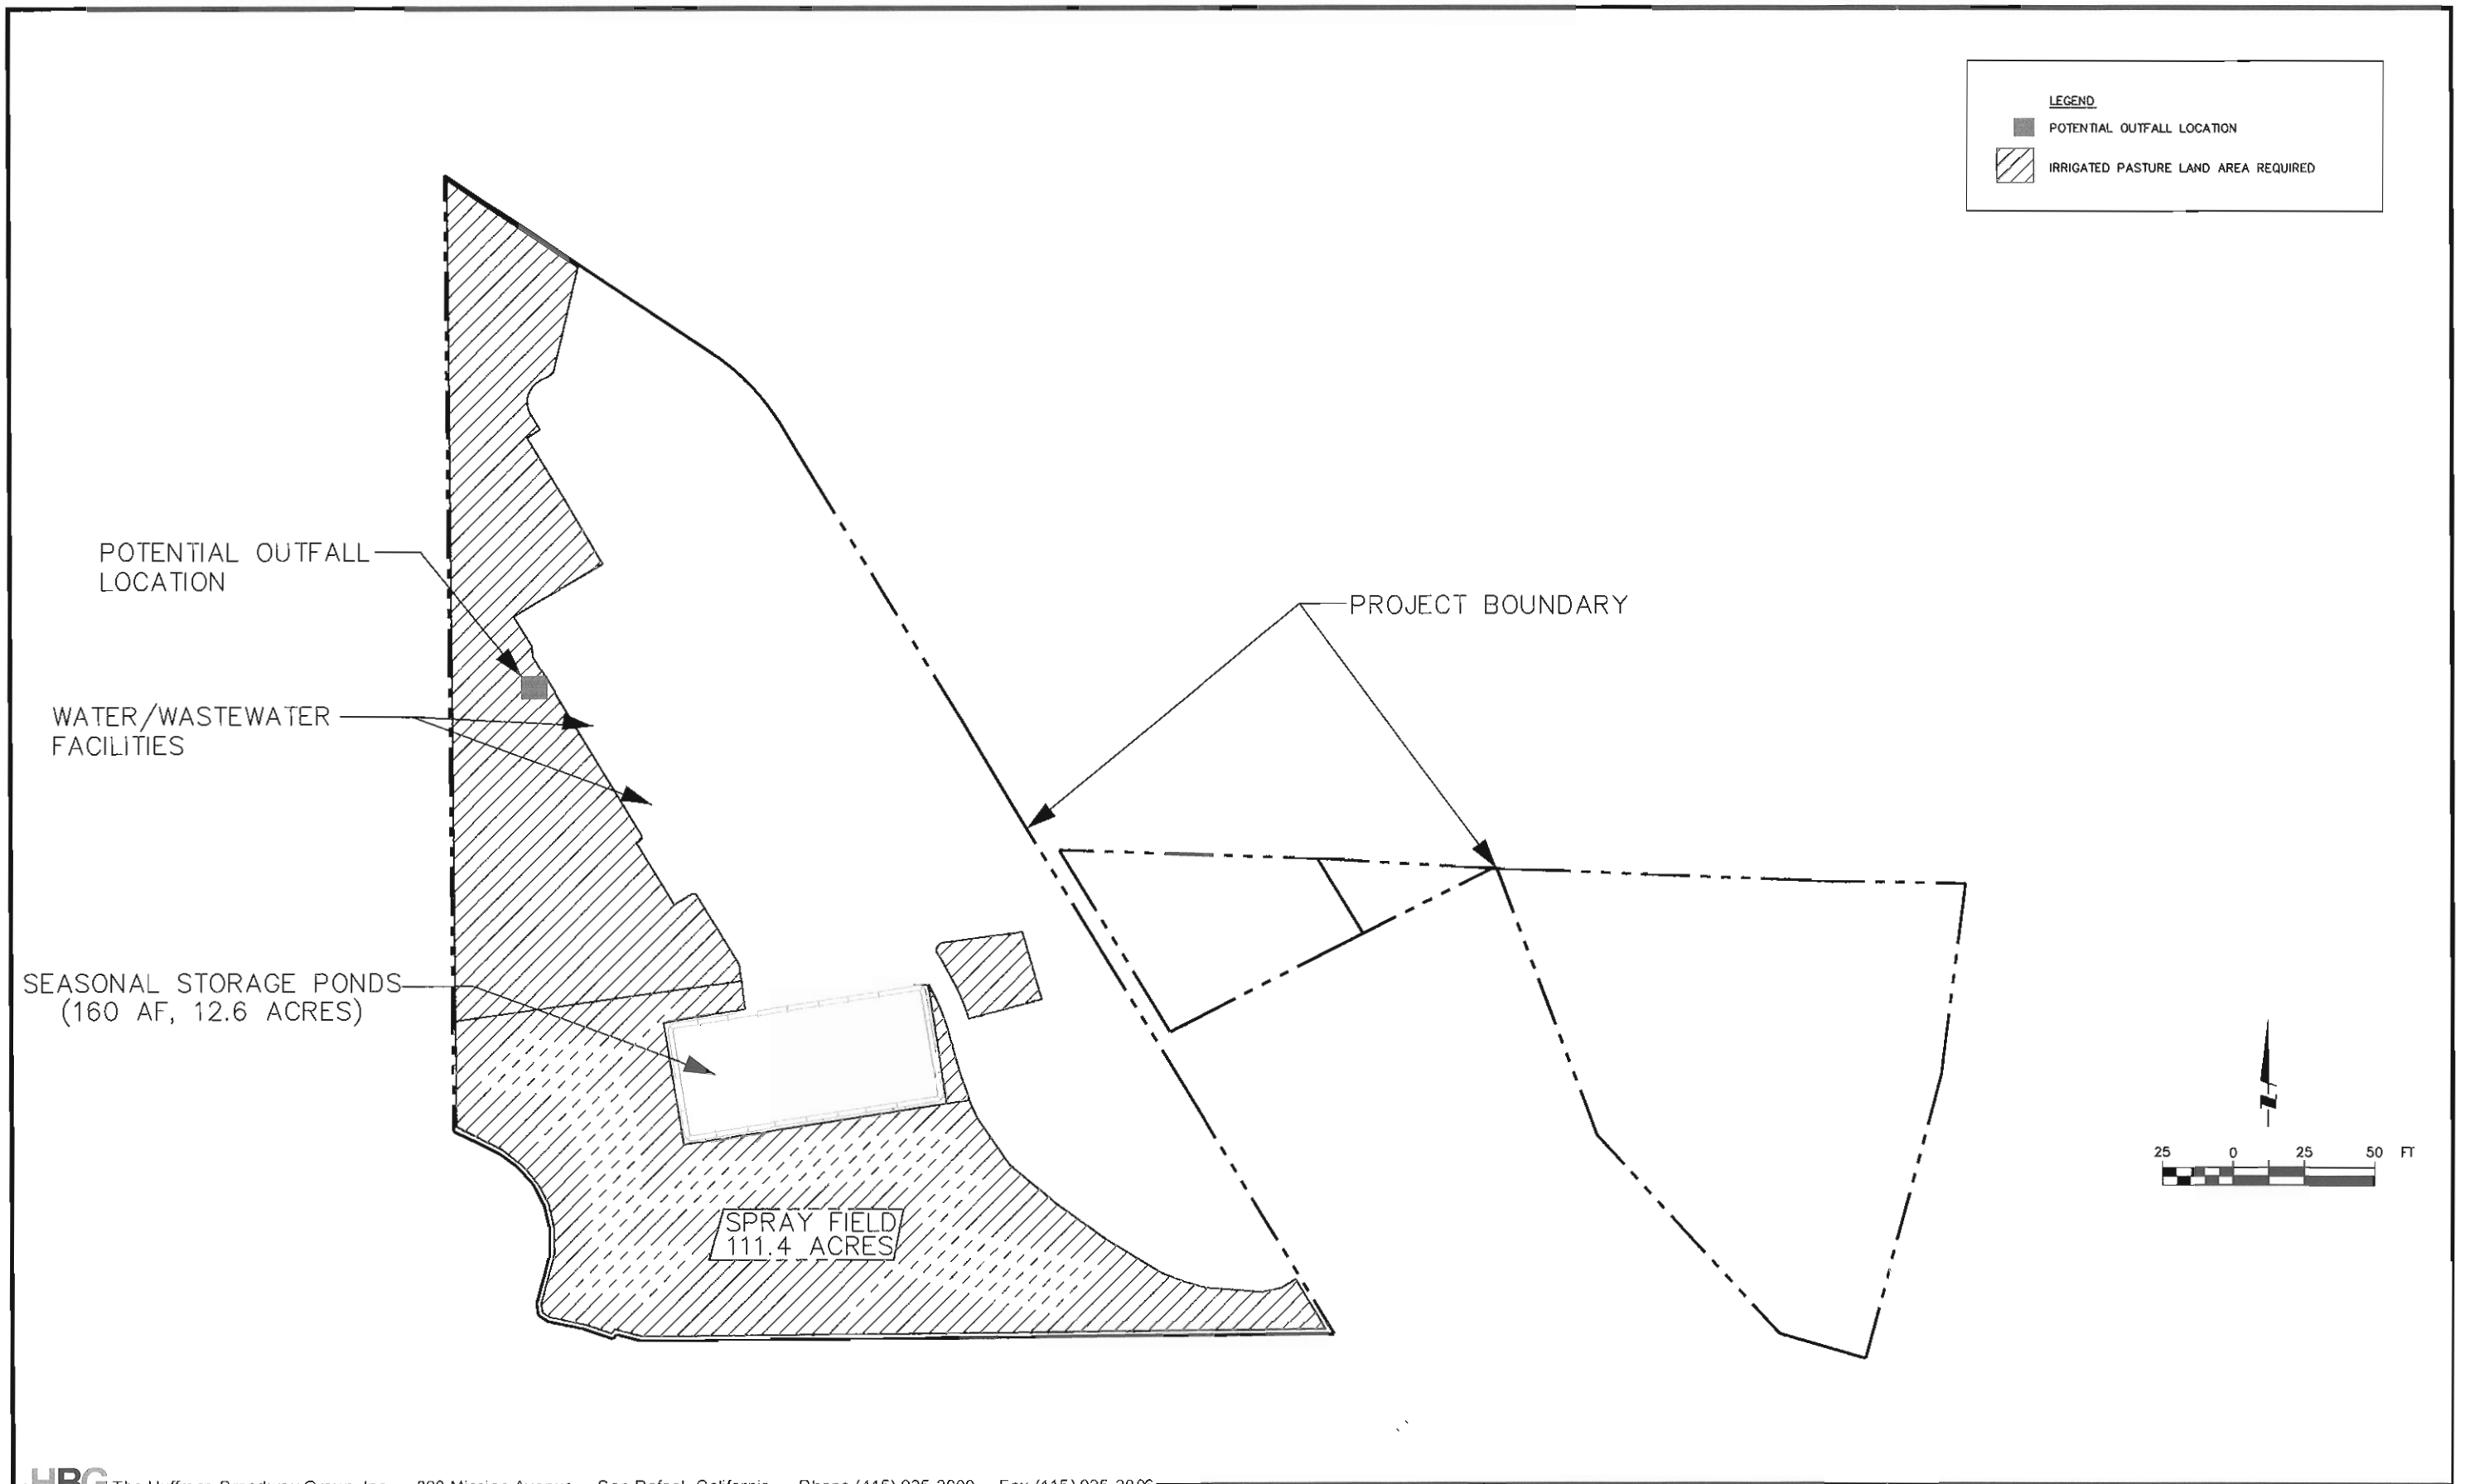 LEGEND
POTENTIAL OUTFALL LOCATION
IRRIGATED PASTURE LAND AREA REQUIRED
POTENTIAL OUTFALL
LOCATION
PROJECT BOUNDARY
WATER/WASTEWATER
FACILITIES
SEASONAL STORAGE PONDS
(160 AF, 12.6 ACRES)
SPRAY FIELD
111.4 ACRES
N
25 0 25 50 FT
HBG